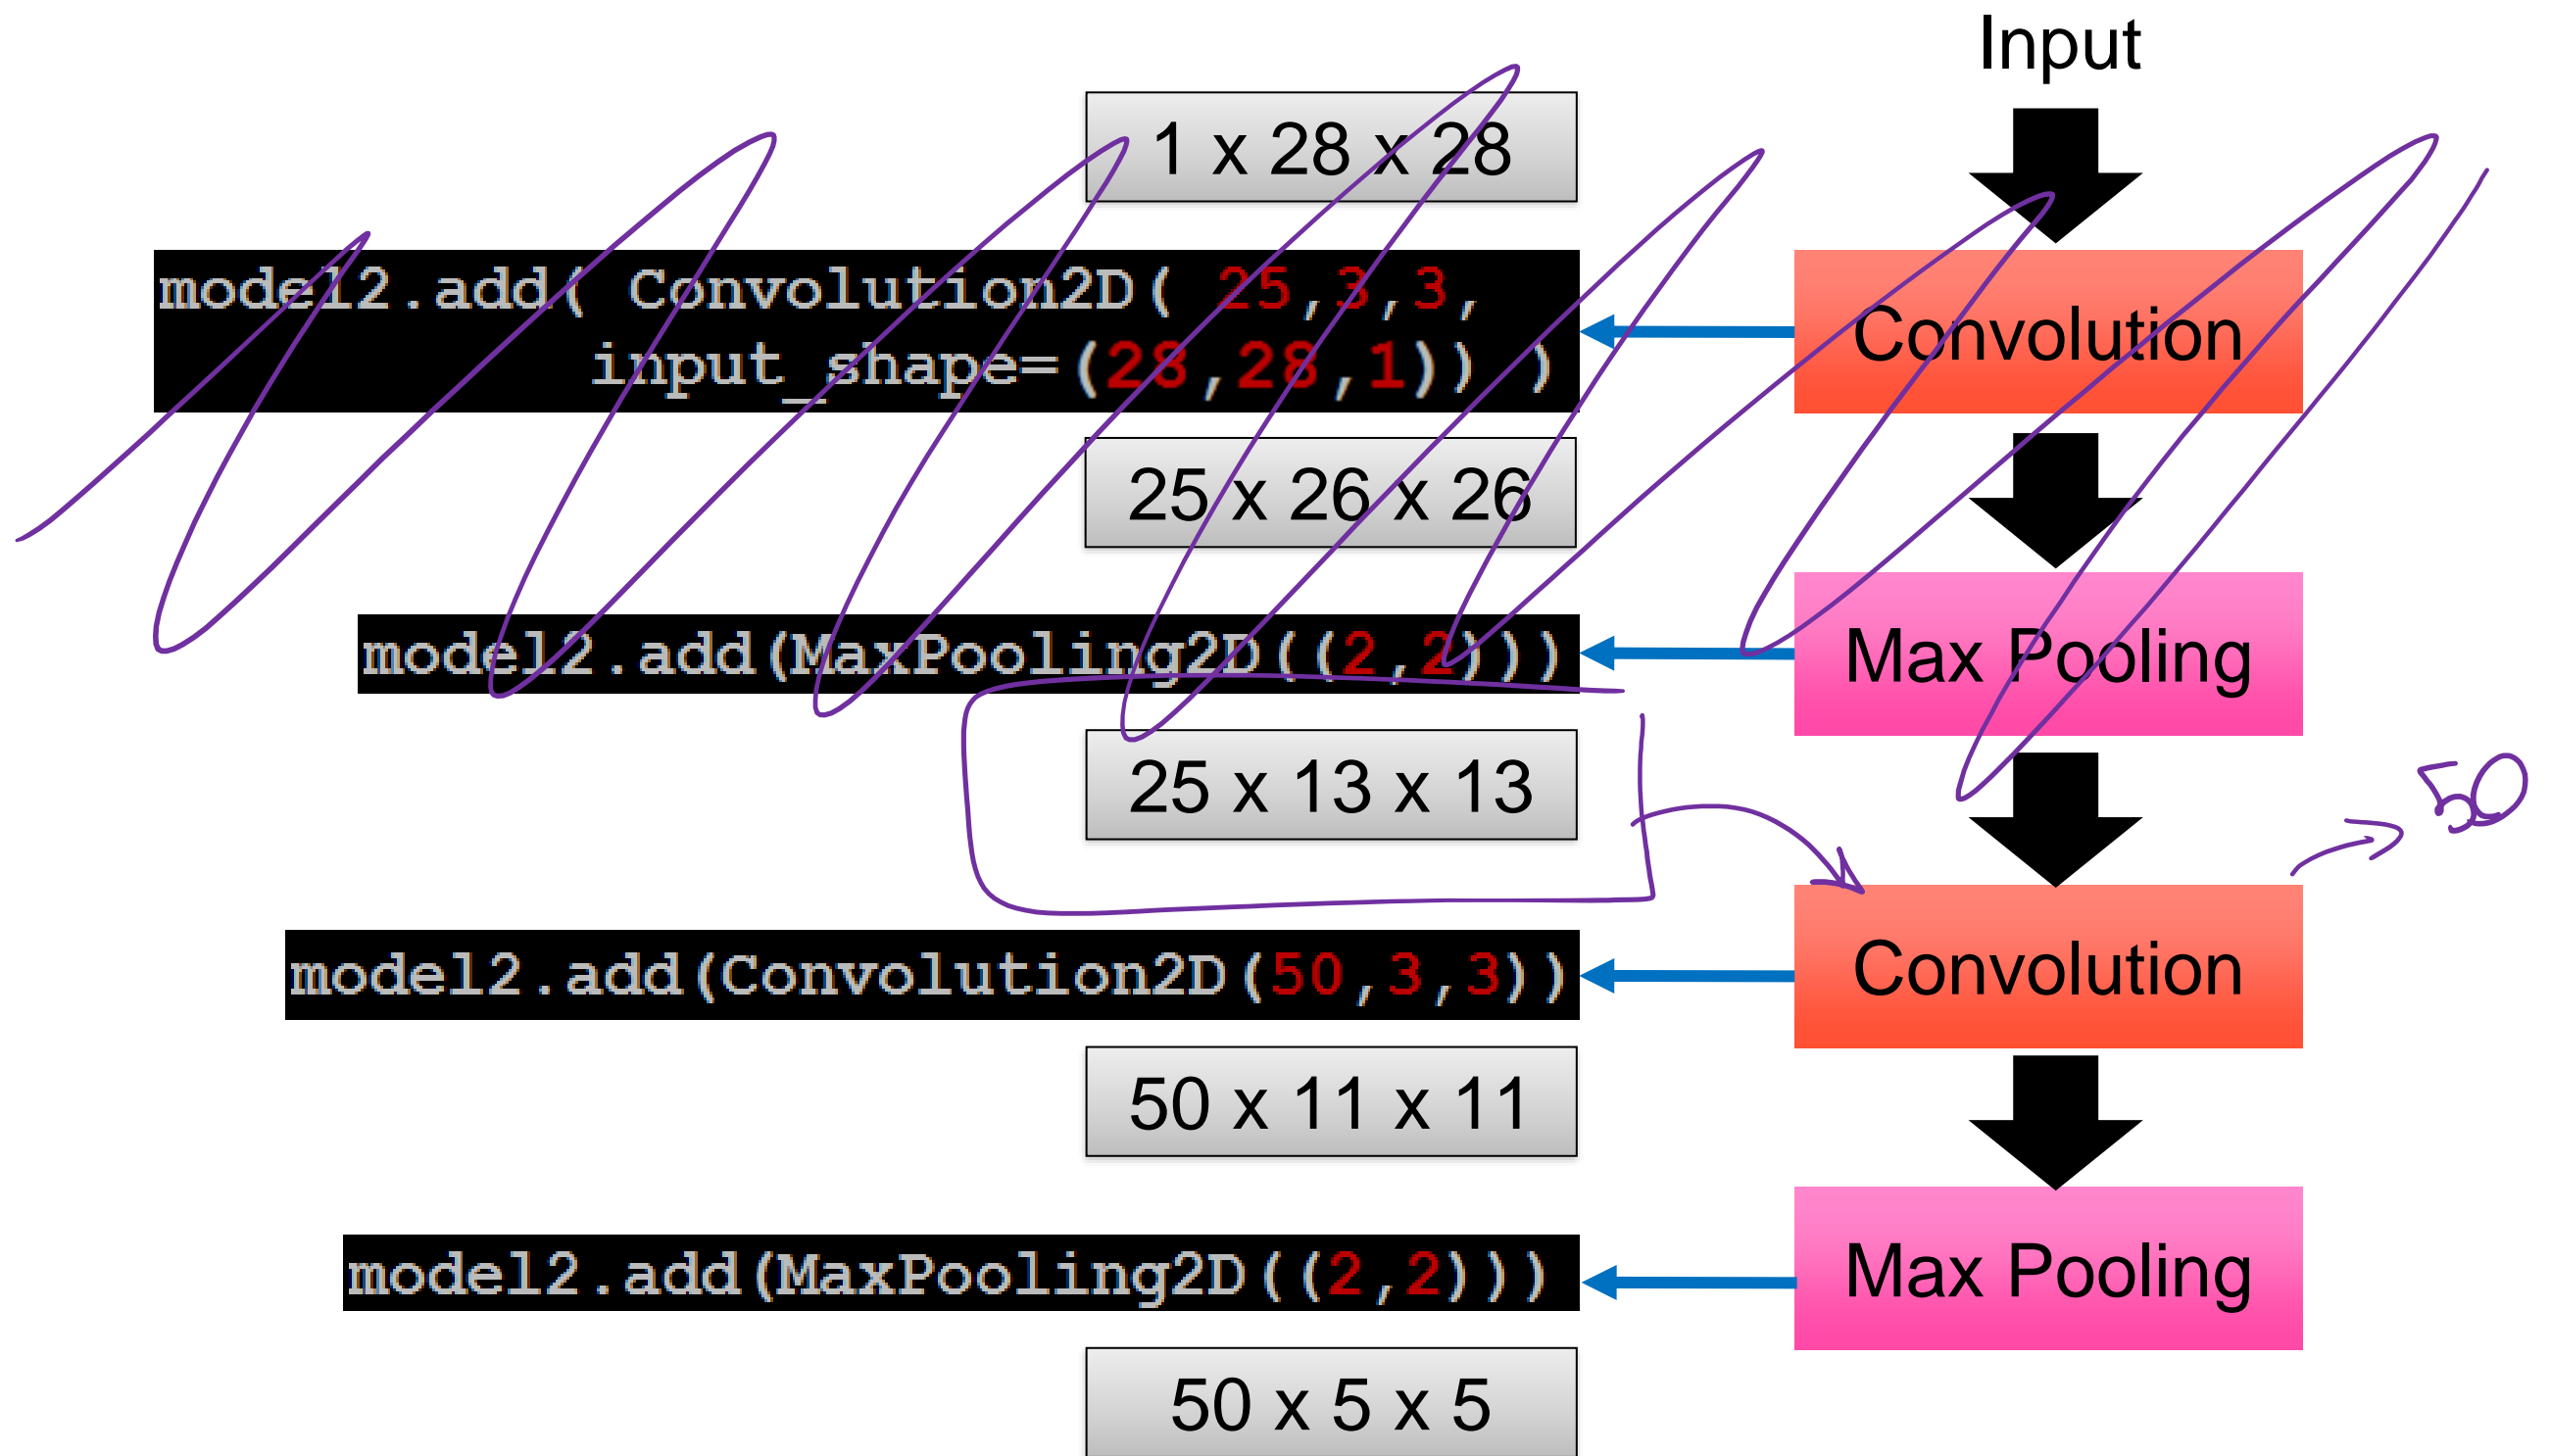 Input
1 x 28 x 28
model2.add( Convolution2D( 25,3,3,
input_shape=(28,28,1)) )
Convolution
25 x 26 x 26
model2.add(MaxPooling2D((2,2)))
Max Pooling
25 x 13 x 13
50
model2.add(Convolution2D(50,3,3))
Convolution
50 x 11 x 11
model2.add(MaxPooling2D((2,2)))
Max Pooling
50 x 5 x 5